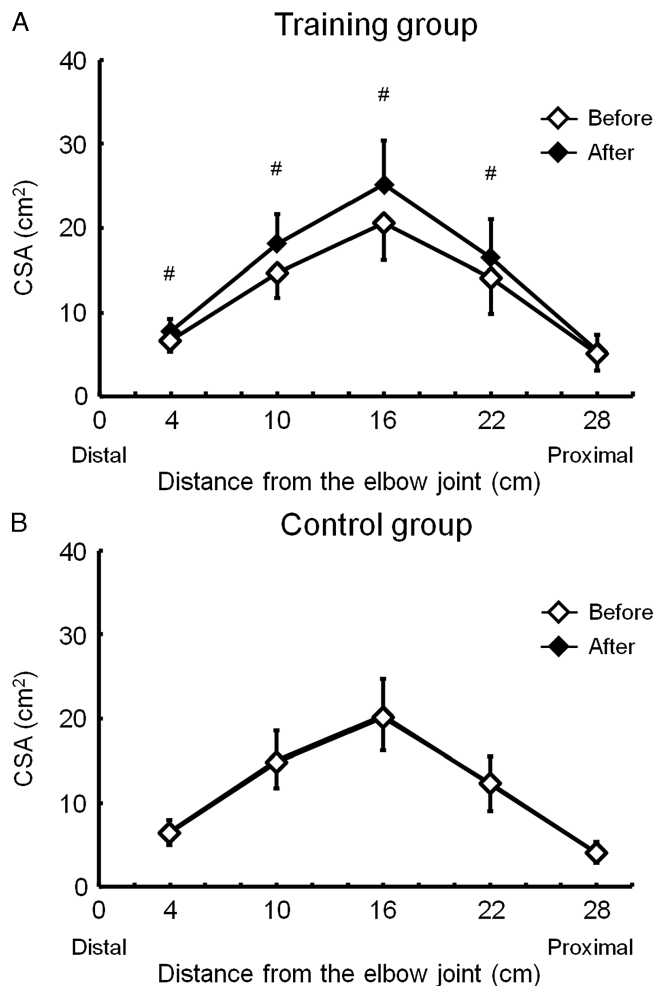 A
Training group
40
#
Before
30
After
#
#
CSA (cm²)
20
#
10
0
0 4 10 16 22 28
Distal Proximal
Distance from the elbow joint (cm)
B
Control group
40
Before
30
After
CSA (cm²)
20
10
0
0 4 10 16 22 28
Distal Proximal
Distance from the elbow joint (cm)